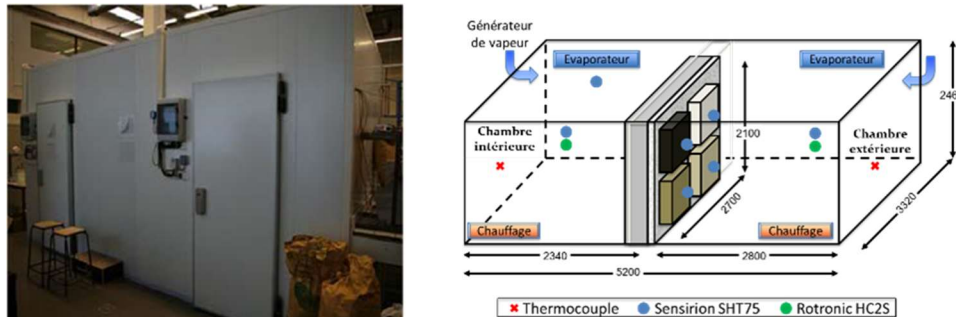 Générateur
de vapeur
Evaporateur
Evaporateur
Chambre
intérieure
Chambre
extérieure
2100
246
2700
3320
Chauffage
Chauffage
2340
2800
5200
Thermocouple
Sensirion SHT75
Rotronic HC2S